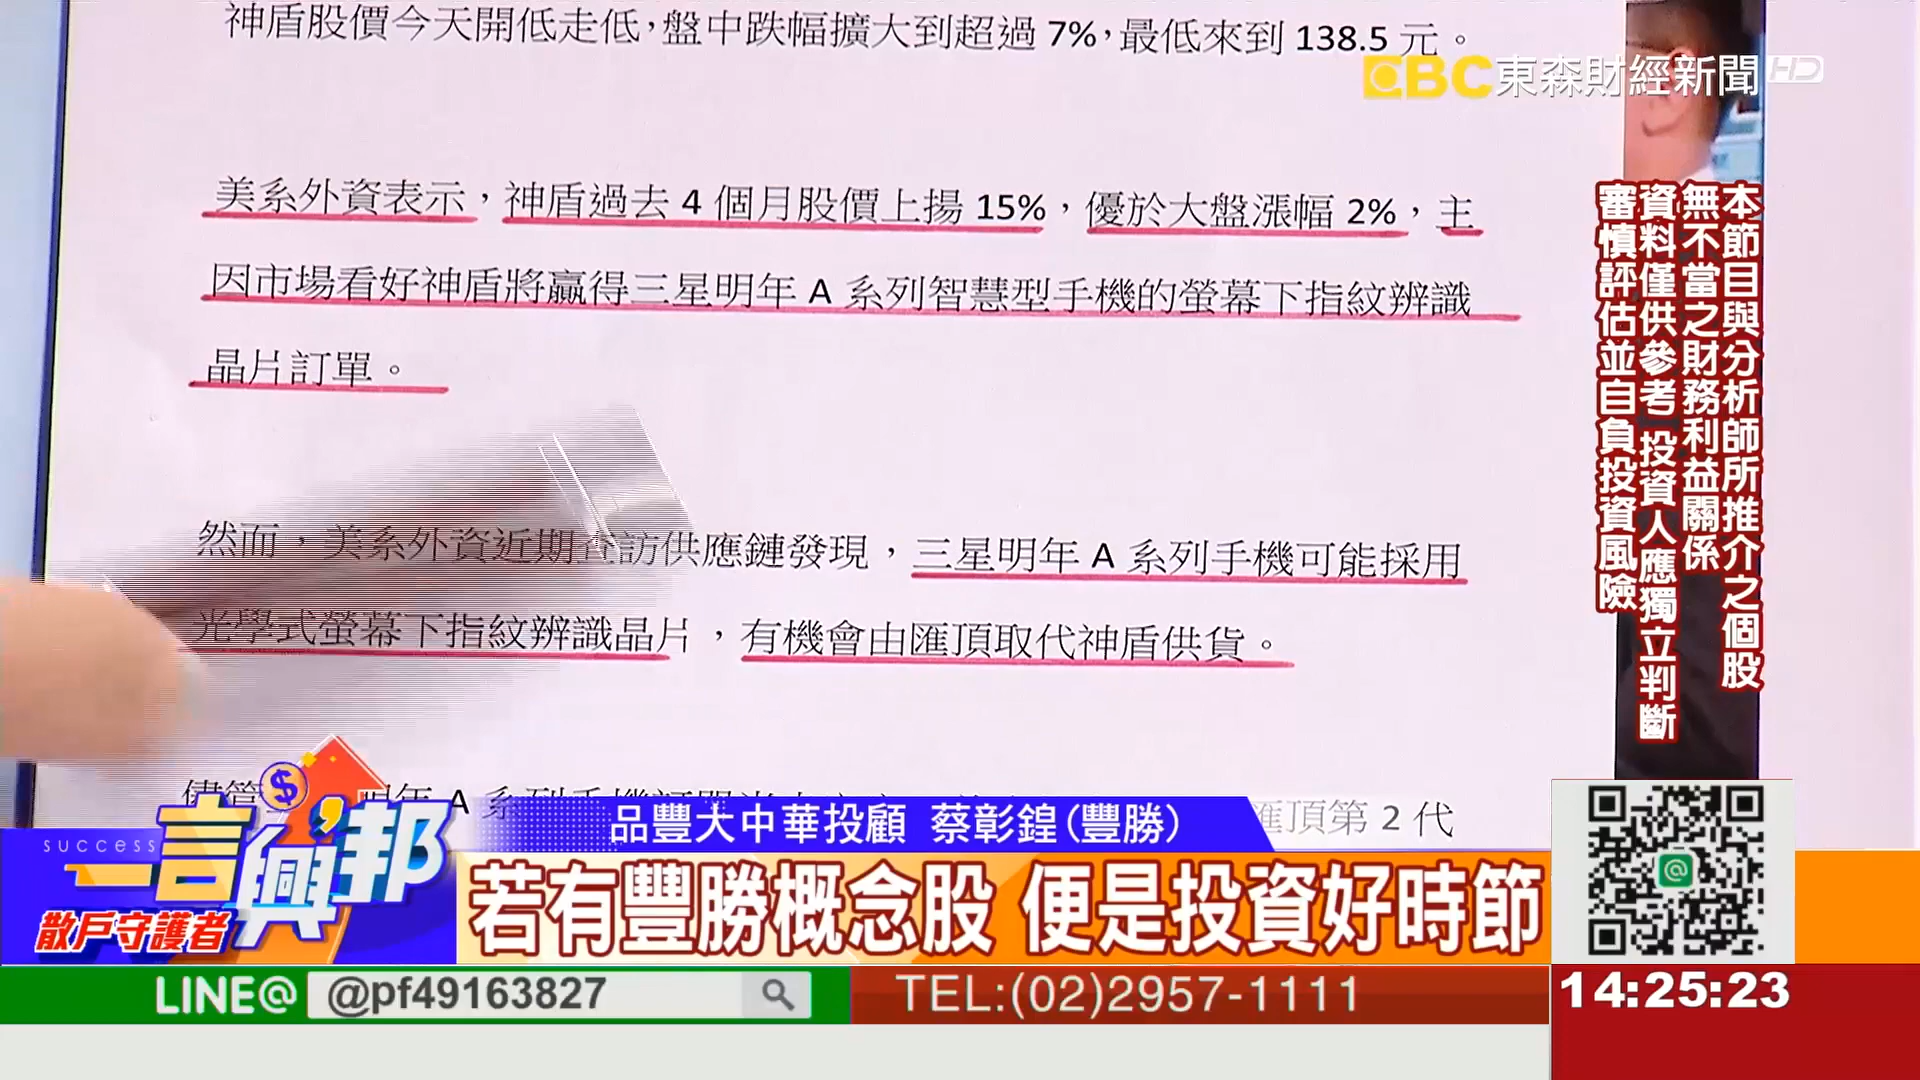 神盾股價今天開低走低，盤中跌幅擴大到超過 7%，最低來到 138.5 元。
EBC 東森財經新聞 HD
美系外資表示，神盾過去 4 個月股價上揚 15%，優於大盤漲幅 2%，主
因市場看好神盾將贏得三星明年 A 系列智慧型手機的螢幕下指紋辨識
晶片訂單。
然而，美系外資近期查訪供應鏈發現，三星明年 A 系列手機可能採用
光學式螢幕下指紋辨識晶片，有機會由匯頂取代神盾供貨。
匯頂第 2 代
本節目與分析師所推介之個股
無不當之財務利益關係
資料僅供參考 投資人應獨立判斷
審慎評估並自負投資風險
success
一言興邦
散戶守護者
品豐大中華投顧 蔡彰鍠(豐勝)
若有豐勝概念股 便是投資好時節
LINE@ @pf49163827
TEL:(02)2957-1111
14:25:23